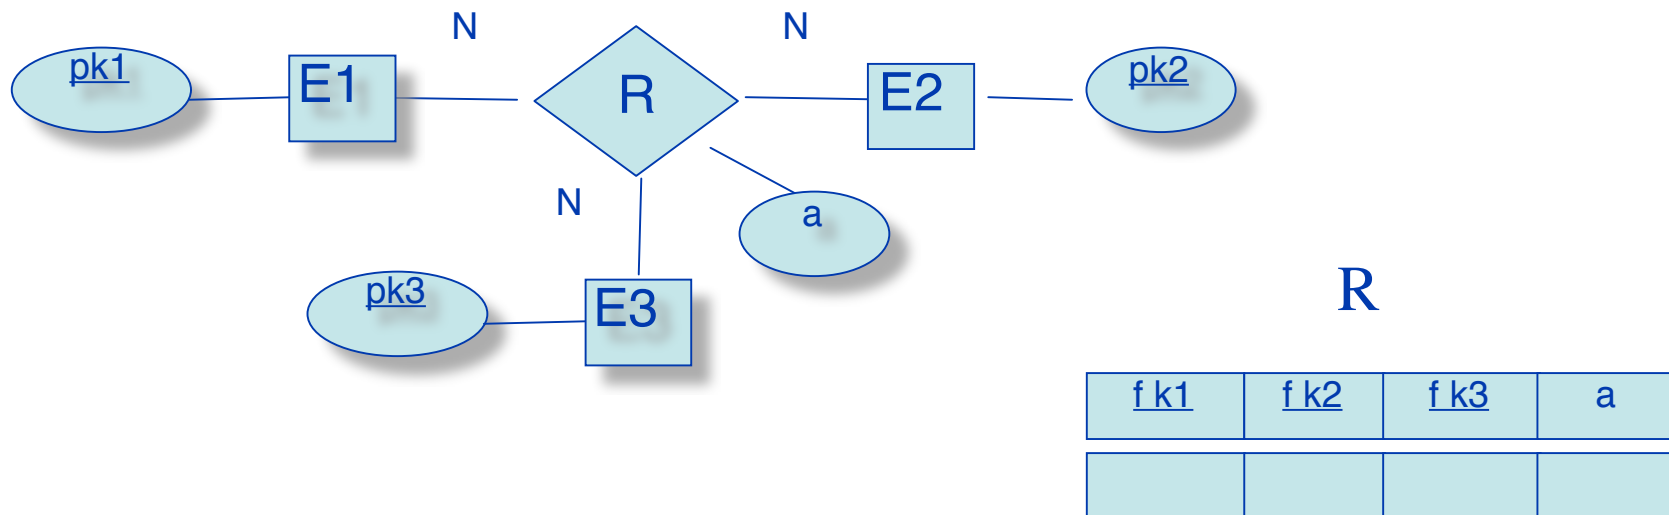 N N
pk1 E1 R E2 pk2
N a
pk3 E3
R
f k1 f k2 f k3 a